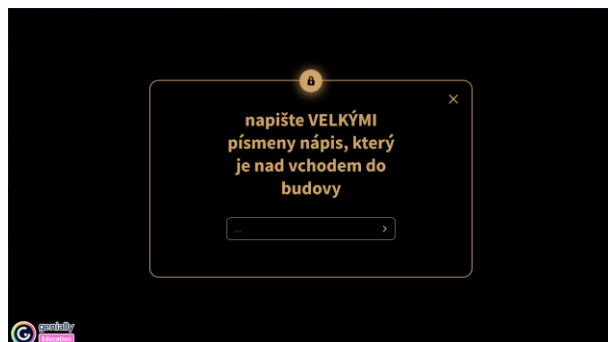 napište VELKÝMI
písmeny nápis, který
je nad vchodem do
budovy
...
genially
Education